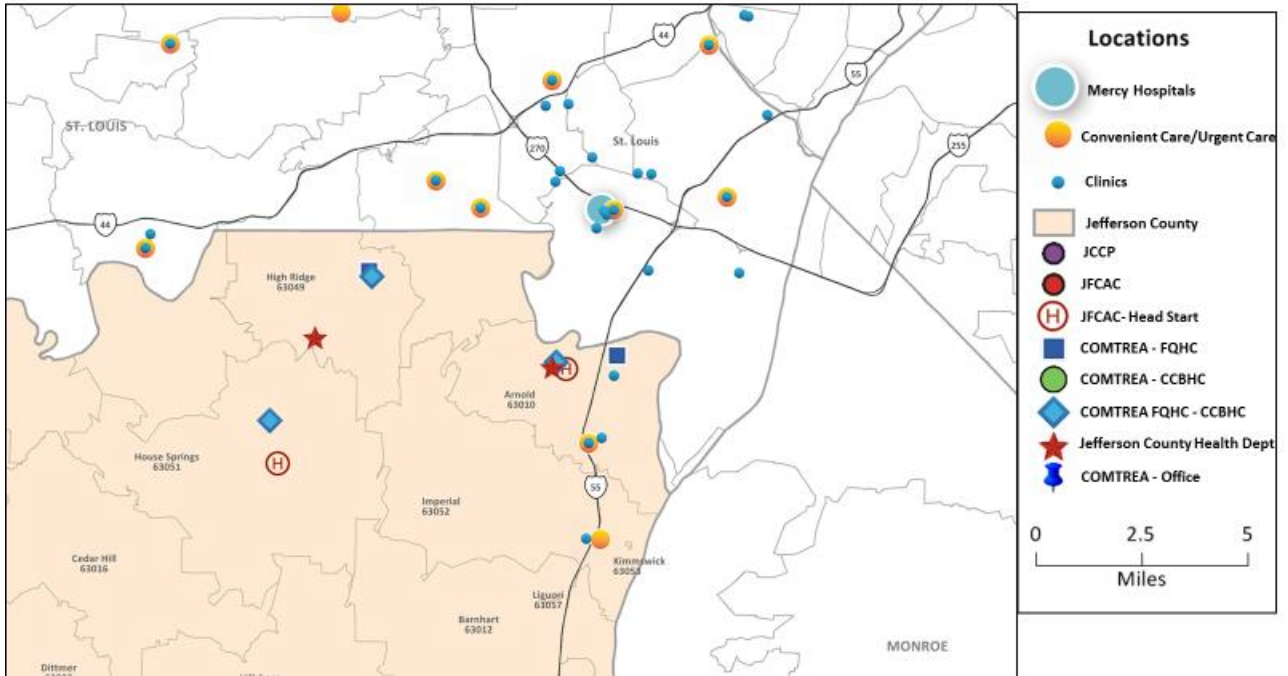 44
55
ST. LOUIS
St. Louis
270
255
44
High Ridge
63049
Arnold
63010
House Springs
63051
55
Imperial
63052
Cedar Hill
63016
Kimmswick
63053
Liguori
63057
Barnhart
63012
MONROE
Dittmer
H
H
Locations
Mercy Hospitals
Convenient Care/Urgent Care
Clinics
Jefferson County
JCCP
JFCAC
H
JFCAC- Head Start
COMTREA - FQHC
COMTREA - CCBHC
COMTREA FQHC - CCBHC
Jefferson County Health Dept
COMTREA - Office
0 2.5 5
Miles